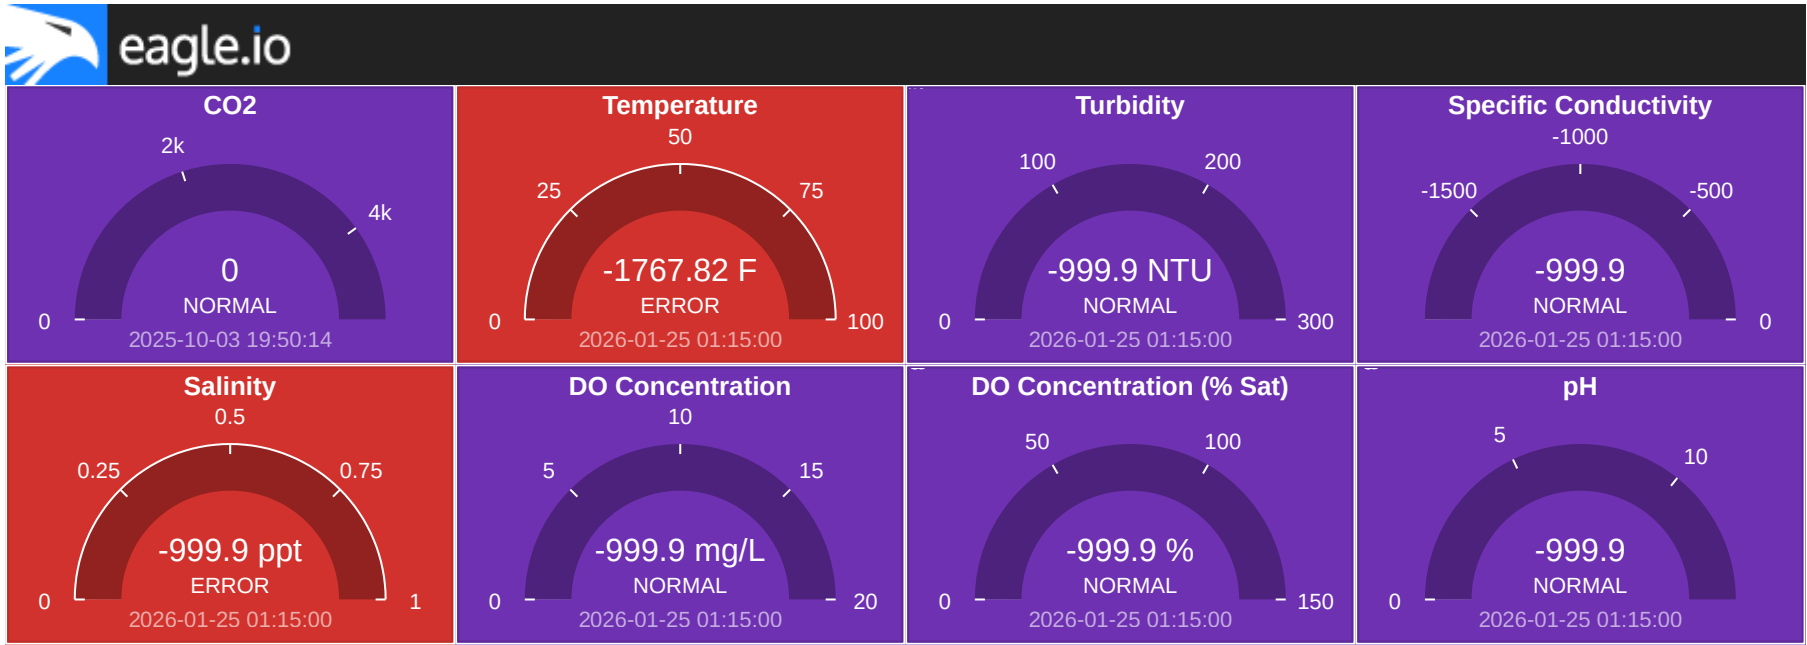 eagle.io
CO2
2k
4k
0
NORMAL
0
2025-10-03 19:50:14
Temperature
50
25
75
-1767.82 F
ERROR
0
100
2026-01-25 01:15:00
Turbidity
100
200
-999.9 NTU
NORMAL
0
300
2026-01-25 01:15:00
Specific Conductivity
-1000
-1500
-500
-999.9
NORMAL
0
2026-01-25 01:15:00
Salinity
0.5
0.25
0.75
-999.9 ppt
ERROR
0
1
2026-01-25 01:15:00
DO Concentration
10
5
15
-999.9 mg/L
NORMAL
0
20
2026-01-25 01:15:00
DO Concentration (% Sat)
50
100
-999.9 %
NORMAL
0
150
2026-01-25 01:15:00
pH
5
10
-999.9
NORMAL
0
2026-01-25 01:15:00